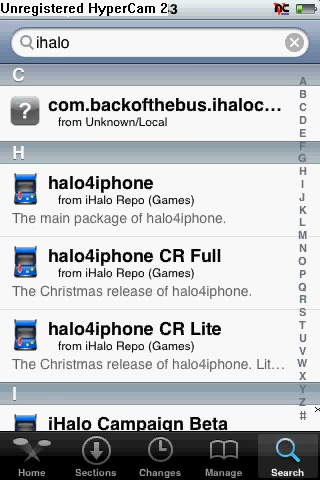 Unregistered HyperCam 2
3
ihalo
C
com.backofthebus.ihaloc...
from Unknown/Local
H
halo4iphone
from iHalo Repo (Games)
The main package of halo4iphone.
halo4iphone CR Full
from iHalo Repo (Games)
The Christmas release of halo4iphone.
halo4iphone CR Lite
from iHalo Repo (Games)
The Christmas release of halo4iphone. Lit...
I
iHalo Campaign Beta
A
B
C
D
E
F
G
H
I
J
K
L
M
N
O
P
Q
R
S
T
U
V
W
X
Y
Z
#
Home Sections Changes Manage Search